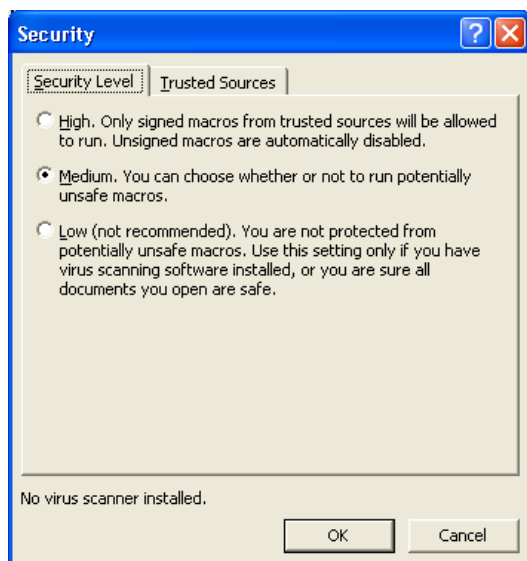 Security
Security Level
Trusted Sources
High. Only signed macros from trusted sources will be allowed
to run. Unsigned macros are automatically disabled.
Medium. You can choose whether or not to run potentially
unsafe macros.
Low (not recommended). You are not protected from
potentially unsafe macros. Use this setting only if you have
virus scanning software installed, or you are sure all
documents you open are safe.
No virus scanner installed.
OK
Cancel